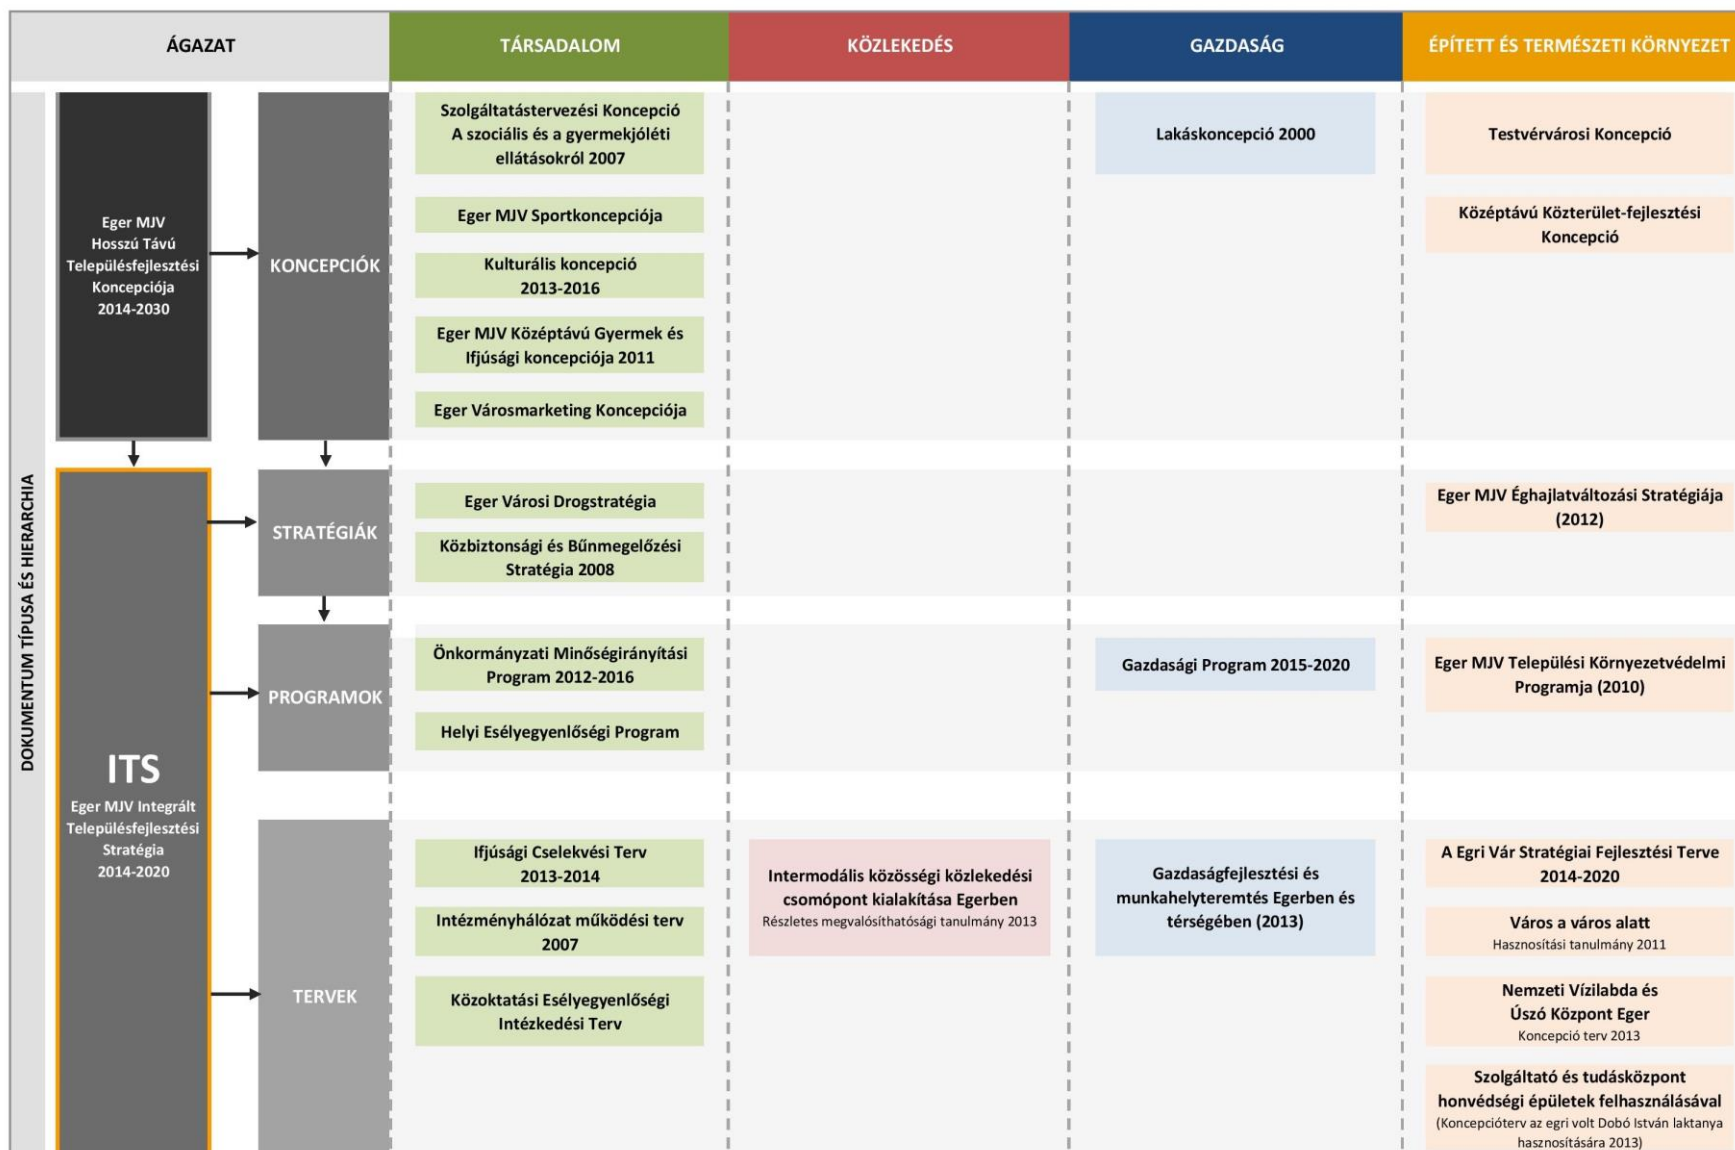 ÁGAZAT
TÁRSADALOM
KÖZLEKEDÉS
GAZDASÁG
ÉPÍTETT ÉS TERMÉSZETI KÖRNYEZET
DOKUMENTUM TÍPUSA ÉS HIERARCHIA
Eger MJV
Hosszú Távú
Településfejlesztési
Koncepciója
2014-2030
KONCEPCIÓK
Szolgáltatástervezési Koncepció
A szociális és a gyermekjóléti
ellátásokról 2007
Eger MJV Sportkoncepciója
Kulturális koncepció
2013-2016
Eger MJV Középtávú Gyermek és
Ifjúsági koncepciója 2011
Eger Városmarketing Koncepciója
Lakáskoncepció 2000
Testvérvárosi Koncepció
Középtávú Közterület-fejlesztési
Koncepció
ITS
Eger MJV Integrált
Településfejlesztési
Stratégia
2014-2020
STRATÉGIÁK
Eger Városi Drogstratégia
Közbiztonsági és Bűnmegelőzési
Stratégia 2008
Eger MJV Éghajlatváltozási Stratégiája
(2012)
PROGRAMOK
Önkormányzati Minőségirányítási
Program 2012-2016
Helyi Esélyegyenlőségi Program
Gazdasági Program 2015-2020
Eger MJV Települési Környezetvédelmi
Programja (2010)
TERVEK
Ifjúsági Cselekvési Terv
2013-2014
Intézményhálózat működési terv
2007
Közoktatási Esélyegyenlőségi
Intézkedési Terv
Intermodális közösségi közlekedési
csomópont kialakítása Egerben
Részletes megvalósíthatósági tanulmány 2013
Gazdaságfejlesztési és
munkahelyteremtés Egerben és
térségében (2013)
A Egri Vár Stratégiai Fejlesztési Terve
2014-2020
Város a város alatt
Hasznosítási tanulmány 2011
Nemzeti Vízilabda és
Úszó Központ Eger
Koncepció terv 2013
Szolgáltató és tudásközpont
honvédségi épületek felhasználásával
(Koncepcióterv az egri volt Dobó István laktanya
hasznosítására 2013)